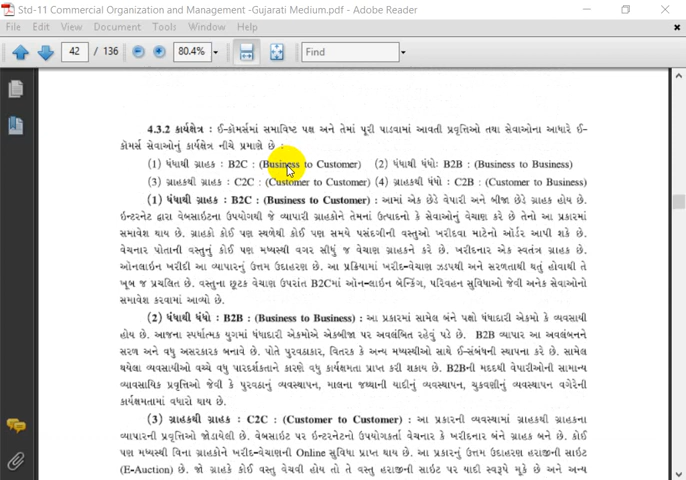 Std-11 Commercial Organization and Management -Gujarati Medium.pdf - Adobe Reader
File Edit View Document Tools Window Help
42 / 136 80.4% Find
4.3.2 કાર્યક્ષેત્ર : ઈ-કોમર્સમાં સમાવિષ્ટ પક્ષ અને તેમાં પૂરી પાડવામાં આવતી પ્રવૃત્તિઓ તથા સેવાઓના આધારે ઈ-
કોમર્સ સેવાઓનું કાર્યક્ષેત્ર નીચે પ્રમાણે છે :
(1) ધંધાથી ગ્રાહક : B2C : (Business to Customer) (2) ધંધાથી ધંધો: B2B : (Business to Business)
(3) ગ્રાહકથી ગ્રાહક : C2C : (Customer to Customer) (4) ગ્રાહકથી ધંધો : C2B : (Customer to Business)
(1) ધંધાથી ગ્રાહક : B2C : (Business to Customer) : આમાં એક છેડે વેપારી અને બીજા છેડે ગ્રાહક હોય છે.
ઇન્ટરનેટ દ્વારા વેબસાઇટના ઉપયોગથી જે વ્યાપારી ગ્રાહકોને તેમનાં ઉત્પાદનો કે સેવાઓનું વેચાણ કરે છે તેનો આ પ્રકારમાં
સમાવેશ થાય છે. ગ્રાહકો કોઈ પણ સ્થળેથી કોઈ પણ સમયે પસંદગીની વસ્તુઓ ખરીદવા માટેનો ઑર્ડર આપી શકે છે.
વેચનાર પોતાની વસ્તુનું કોઈ પણ મધ્યસ્થી વગર સીધું જ વેચાણ ગ્રાહકને કરે છે. ખરીદનાર એક સ્વતંત્ર ગ્રાહક છે.
ઑનલાઇન ખરીદી આ વ્યાપારનું ઉત્તમ ઉદાહરણ છે. આ પ્રક્રિયામાં ખરીદ-વેચાણ ઝડપથી અને સરળતાથી થતું હોવાથી તે
ખૂબ જ પ્રચલિત છે. વસ્તુના છૂટક વેચાણ ઉપરાંત B2Cમાં ઑન-લાઇન બૅન્કિંગ, પરિવહન સુવિધાઓ જેવી અનેક સેવાઓનો
સમાવેશ કરવામાં આવ્યો છે.
(2) ધંધાથી ધંધો : B2B : (Business to Business) : આ પ્રકારમાં સામેલ બંને પક્ષો ધંધાદારી એકમો કે વ્યવસાયી
હોય છે. આજના સ્પર્ધાત્મક યુગમાં ધંધાદારી એકમોએ એકબીજા પર અવલંબિત રહેવું પડે છે. B2B વ્યાપાર આ અવલંબનને
સરળ અને વધુ અસરકારક બનાવે છે. પોતે પુરવઠાકાર, વિતરક કે અન્ય મધ્યસ્થીઓ સાથે ઈ-સંબંધની સ્થાપના કરે છે. સામેલ
થયેલા વ્યવસાયીઓ વચ્ચે વધુ પારદર્શકતાને કારણે વધુ કાર્યક્ષમતા પ્રાપ્ત કરી શકાય છે. B2Bની મદદથી વેપારીઓની સામાન્ય
વ્યાવસાયિક પ્રવૃત્તિઓ જેવી કે પુરવઠાનું વ્યવસ્થાપન, માલના જથ્થાની યાદીનું વ્યવસ્થાપન, ચુકવણીનું વ્યવસ્થાપન વગેરેની
કાર્યક્ષમતામાં વધારો થાય છે.
(3) ગ્રાહકથી ગ્રાહક : C2C : (Customer to Customer) : આ પ્રકારની વ્યવસ્થામાં ગ્રાહકથી ગ્રાહકના
વ્યાપારની પ્રવૃત્તિઓ જોડાયેલી છે. વેબસાઇટ પર ઇન્ટરનેટનો ઉપયોગકર્તા વેચનાર કે ખરીદનાર બંને ગ્રાહક બને છે. કોઈ
પણ મધ્યસ્થી વિના ગ્રાહકોને ખરીદ-વેચાણની Online સુવિધા પ્રાપ્ત થાય છે. આ પ્રકારનું ઉત્તમ ઉદાહરણ હરાજીની સાઇટ
(E-Auction) છે. જો ગ્રાહકે કોઈ વસ્તુ વેચવી હોય તો તે વસ્તુ હરાજીની સાઇટ પર યાદી સ્વરૂપે મૂકે છે અને અન્ય